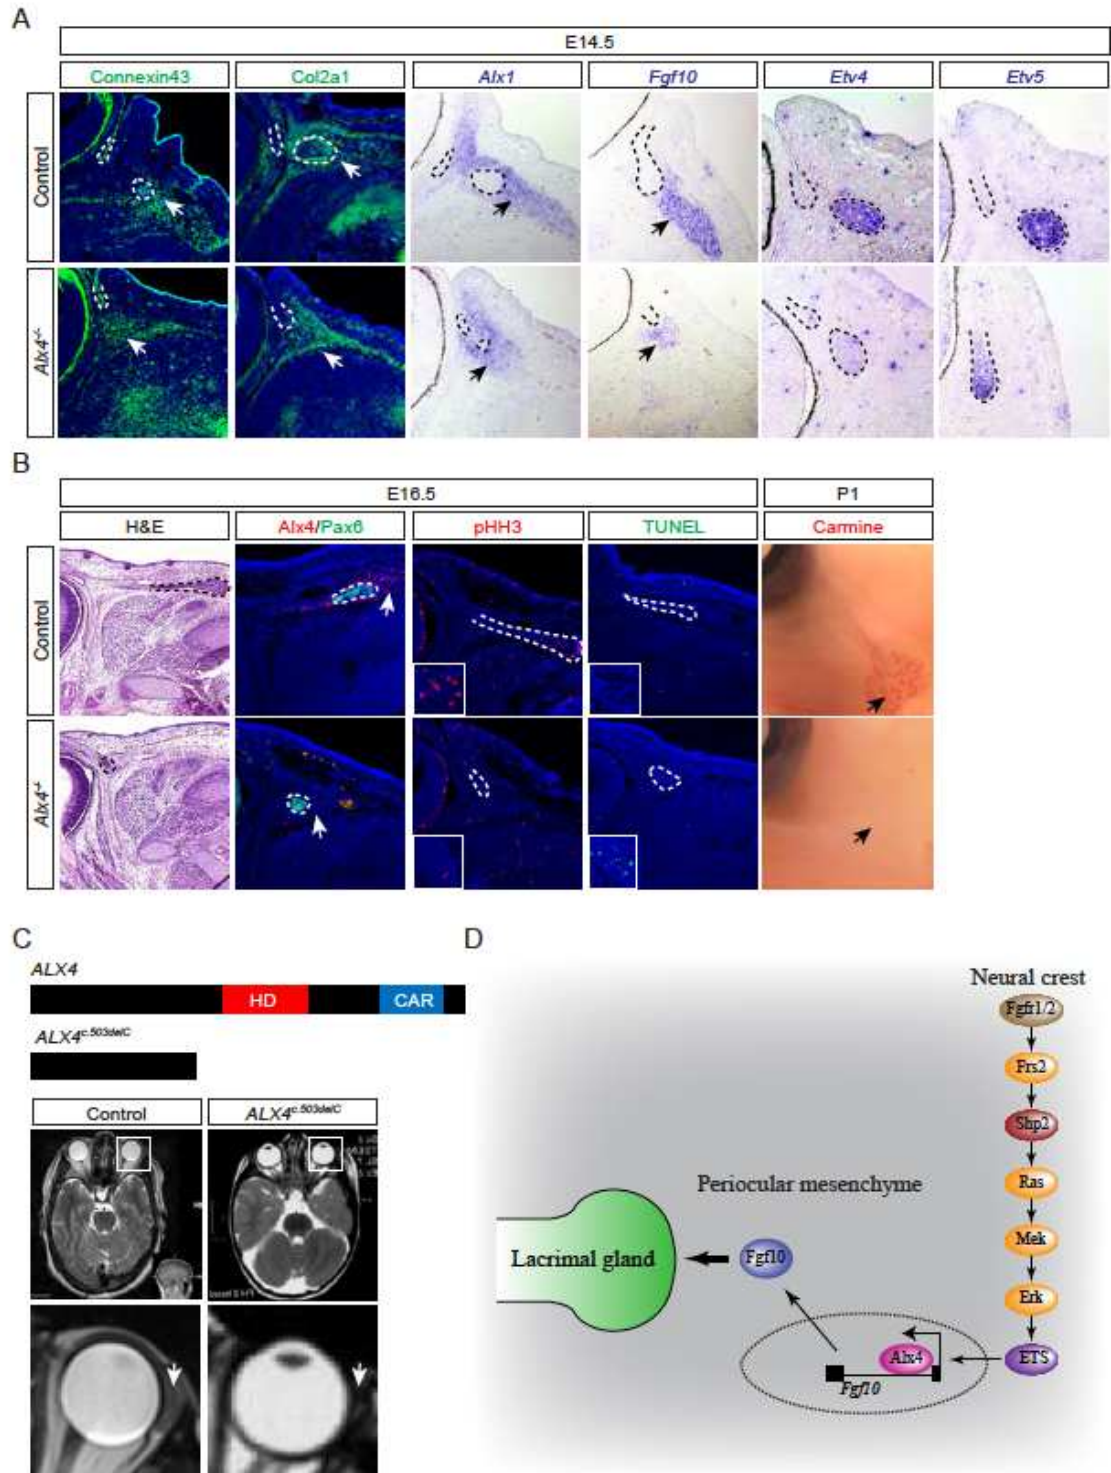 A
E14.5
Connexin43 Col2a1 Alx1 Fgf10 Etv4 Etv5
Control
Alx4-/-
B
E16.5 P1
H&E Alx4/Pax6 pHH3 TUNEL Carmine
Control
Alx4-/-
C
ALX4
HD CAR
ALX4c.503delC
Control ALX4c.503delC
D
Neural crest
Fgfr1/2
Frs2
Shp2
Ras
Periocular mesenchyme
Mek
Lacrimal gland Fgf10
Erk
Alx4 ETS
Fgf10